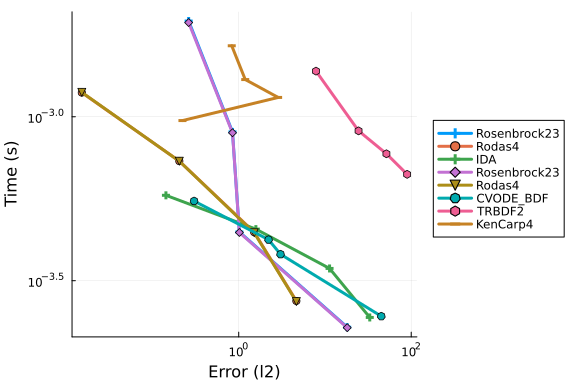 Time (s)
10^-3.0
10^-3.5
10^0
10^2
Error (l2)
Rosenbrock23
Rodas4
IDA
Rosenbrock23
Rodas4
CVODE_BDF
TRBDF2
KenCarp4